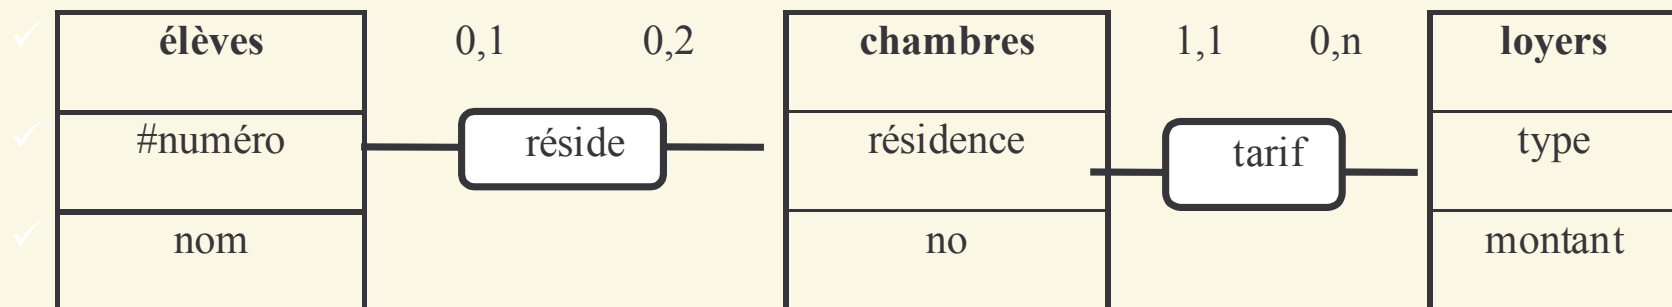 élèves 0,1 0,2 chambres 1,1 0,n loyers
#numéro réside résidence tarif type
nom no montant